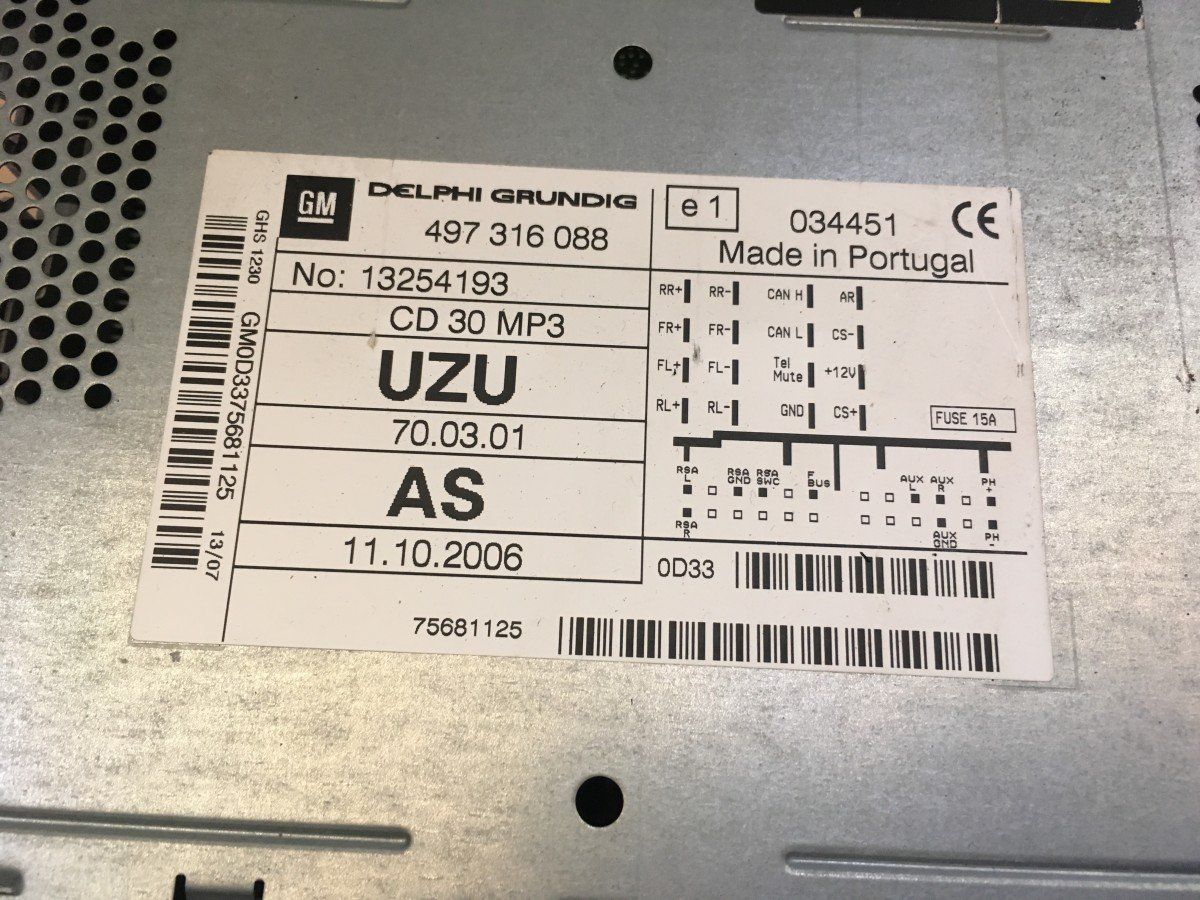 GM DELPHI GRUNDIG
497 316 088
No: 13254193
CD 30 MP3
UZU
70.03.01
AS
11.10.2006
75681125
GHS 1230 GM0D3375681125 13/07
e 1 034451 CE
Made in Portugal
RR+ RR- CAN H AR
FR+ FR- CAN L CS-
FL+ FL- Tel Mute +12V
RL+ RL- GND CS+
FUSE 15A
RSA L RSA GND RSA SWC F BUS AUX L AUX R PH +
RSA R AUX GND PH -
0D33